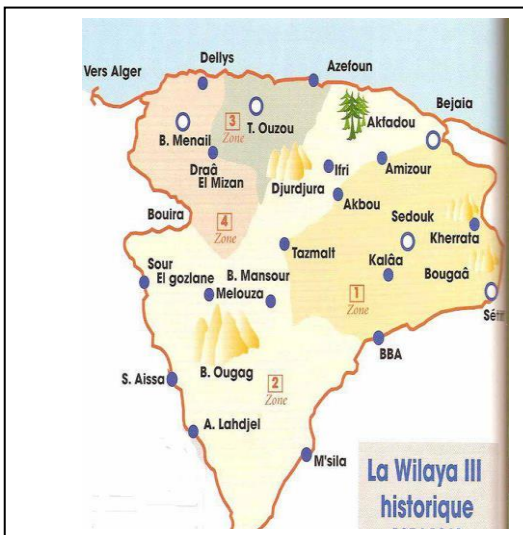 Dellys
Azefoun
Vers Alger
Akfadou
Bejaia
3
Zone
T. Ouzou
B. Menail
Draâ
El Mizan
Ifri
Amizour
Djurdjura
Akbou
Sedouk
Bouira
4
Zone
Kherrata
Tazmalt
Kalâa
Bougaâ
Sour
El gozlane
B. Mansour
Melouza
1
Zone
BBA
B. Ougag
2
Zone
S. Aissa
A. Lahdjel
M'sila
La Wilaya III
historique